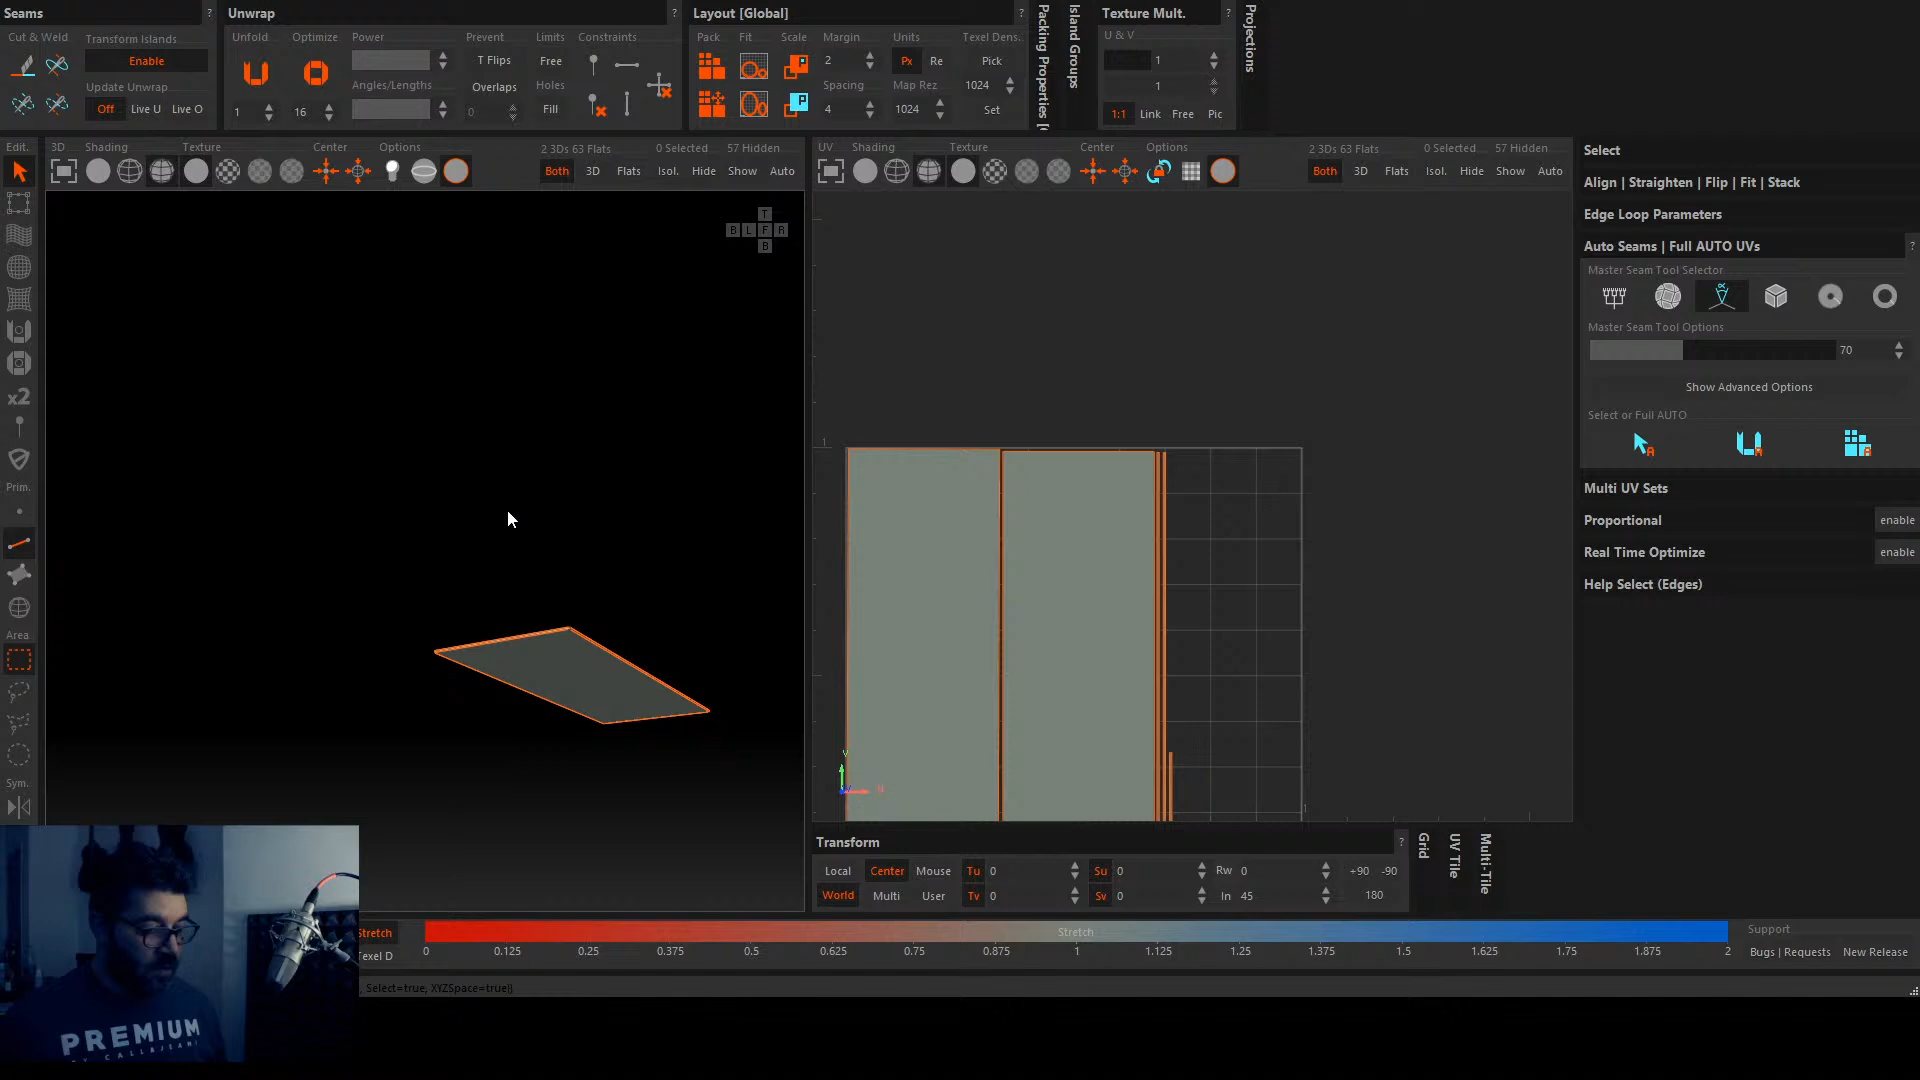 Seams ? Unwrap ? Layout [Global] ? Texture Mult. ?
Cut & Weld Transform Islands Unfold Optimize Power Prevent Limits Constraints Pack Fit Scale Margin Units Texel Dens.. U & V
Enable T Flips Free 2 Px Re Pick 1
Update Unwrap Angles/Lengths Overlaps Holes Spacing Map Rez 1024 1
Off Live U Live O 1 16 0 Fill 4 1024 Set 1:1 Link Free Pic
Packing Properties [
Island Groups
Projections
Edit. 3D Shading Texture Center Options 2 3Ds 63 Flats 0 Selected 57 Hidden
Both 3D Flats Isol. Hide Show Auto
UV Shading Texture Center Options 2 3Ds 63 Flats 0 Selected 57 Hidden
Both 3D Flats Isol. Hide Show Auto
T
B L F R
B
x2
Prim.
Area
Sym.
1
V
U
1
Select
Align | Straighten | Flip | Fit | Stack
Edge Loop Parameters
Auto Seams | Full AUTO UVs ?
Master Seam Tool Selector
Master Seam Tool Options
70
Show Advanced Options
Select or Full AUTO
Multi UV Sets
Proportional enable
Real Time Optimize enable
Help Select (Edges)
Transform ?
Local Center Mouse Tu 0 Su 0 Rw 0 +90 -90
World Multi User Tv 0 Sv 0 In 45 180
Grid
UV Tile
Multi-Tile
Stretch Stretch Support
Texel D 0 0.125 0.25 0.375 0.5 0.625 0.75 0.875 1 1.125 1.25 1.375 1.5 1.625 1.75 1.875 2 Bugs | Requests New Release
, Select=true, XYZSpace=true}]
PREMIUM